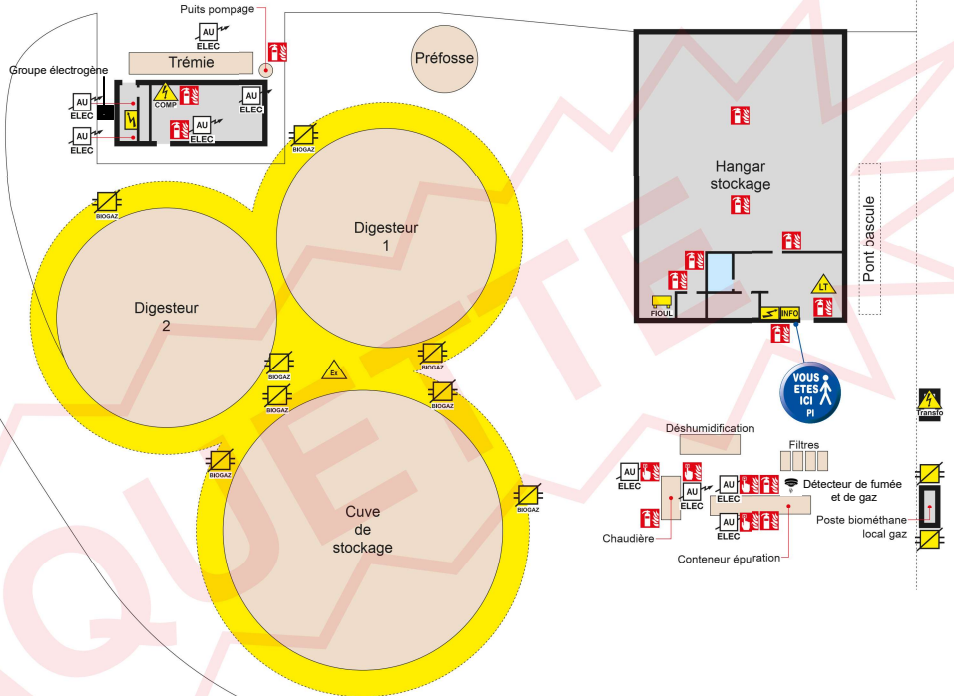 Puits pompage
AU
ELEC
Trémie
Groupe électrogène
AU
ELEC
COMP
AU
ELEC
AU
ELEC
AU
ELEC
Préfosse
BIOGAZ
BIOGAZ
Digesteur
1
Digesteur
2
BIOGAZ
BIOGAZ
Ex
BIOGAZ
BIOGAZ
BIOGAZ
BIOGAZ
Cuve
de
stockage
Hangar
stockage
Pont bascule
FIOUL
LT
INFO
VOUS
ETES
ICI
PI
Transfo
Déshumidification
Filtres
AU
ELEC
AU
ELEC
AU
ELEC
AU
ELEC
Détecteur de fumée
et de gaz
Poste biométhane
local gaz
Chaudière
Conteneur épuration
QUETTE